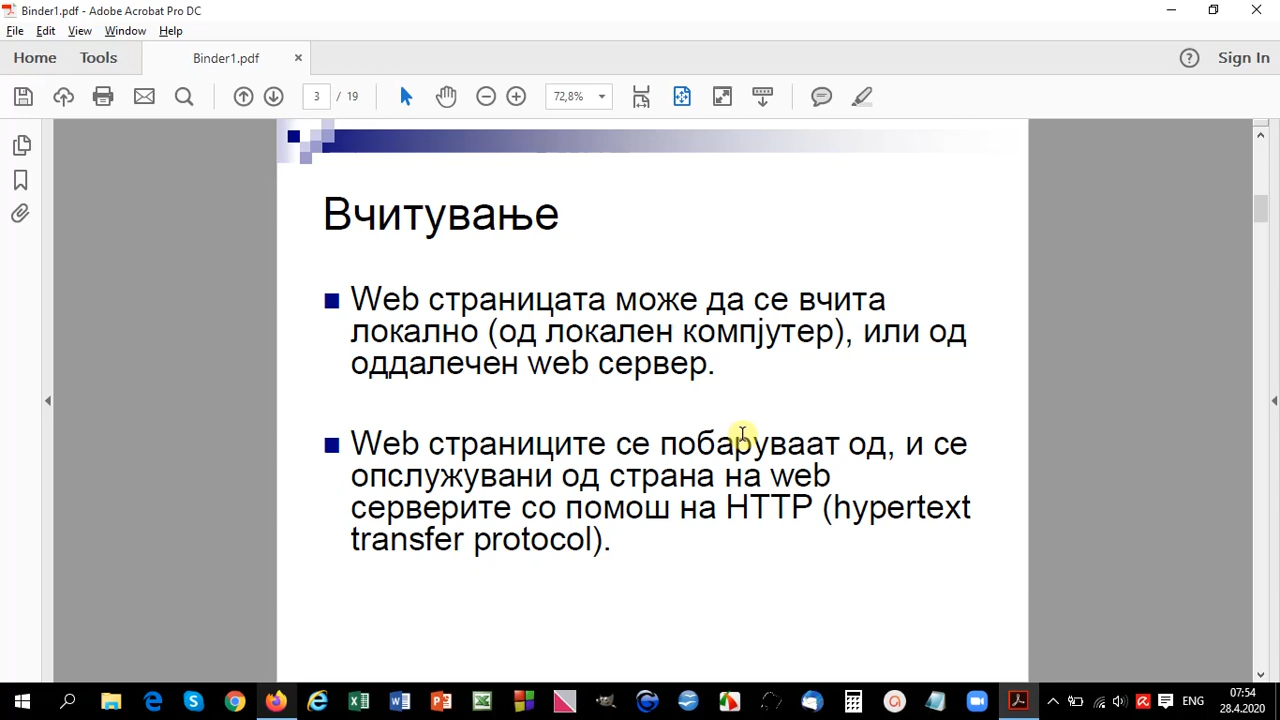 Binder1.pdf - Adobe Acrobat Pro DC
File Edit View Window Help
Home Tools Binder1.pdf × Sign In
3 / 19 72,8%
Вчитување
Web страницата може да се вчита
локално (од локален компјутер), или од
оддалечен web сервер.
Web страниците се побаруваат од, и се
опслужувани од страна на web
серверите со помош на HTTP (hypertext
transfer protocol).
ENG
07:54
28.4.2020